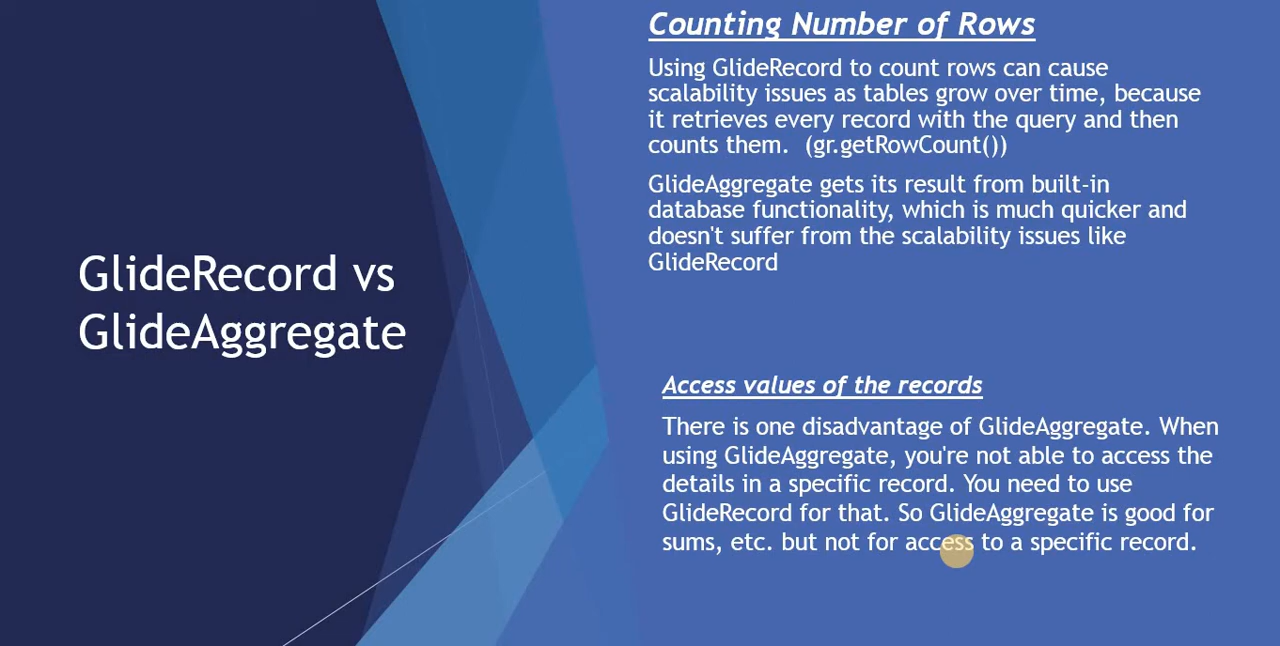 GlideRecord vs
GlideAggregate
Counting Number of Rows
Using GlideRecord to count rows can cause
scalability issues as tables grow over time, because
it retrieves every record with the query and then
counts them.  (gr.getRowCount())
GlideAggregate gets its result from built-in
database functionality, which is much quicker and
doesn't suffer from the scalability issues like
GlideRecord
Access values of the records
There is one disadvantage of GlideAggregate. When
using GlideAggregate, you're not able to access the
details in a specific record. You need to use
GlideRecord for that. So GlideAggregate is good for
sums, etc. but not for access to a specific record.